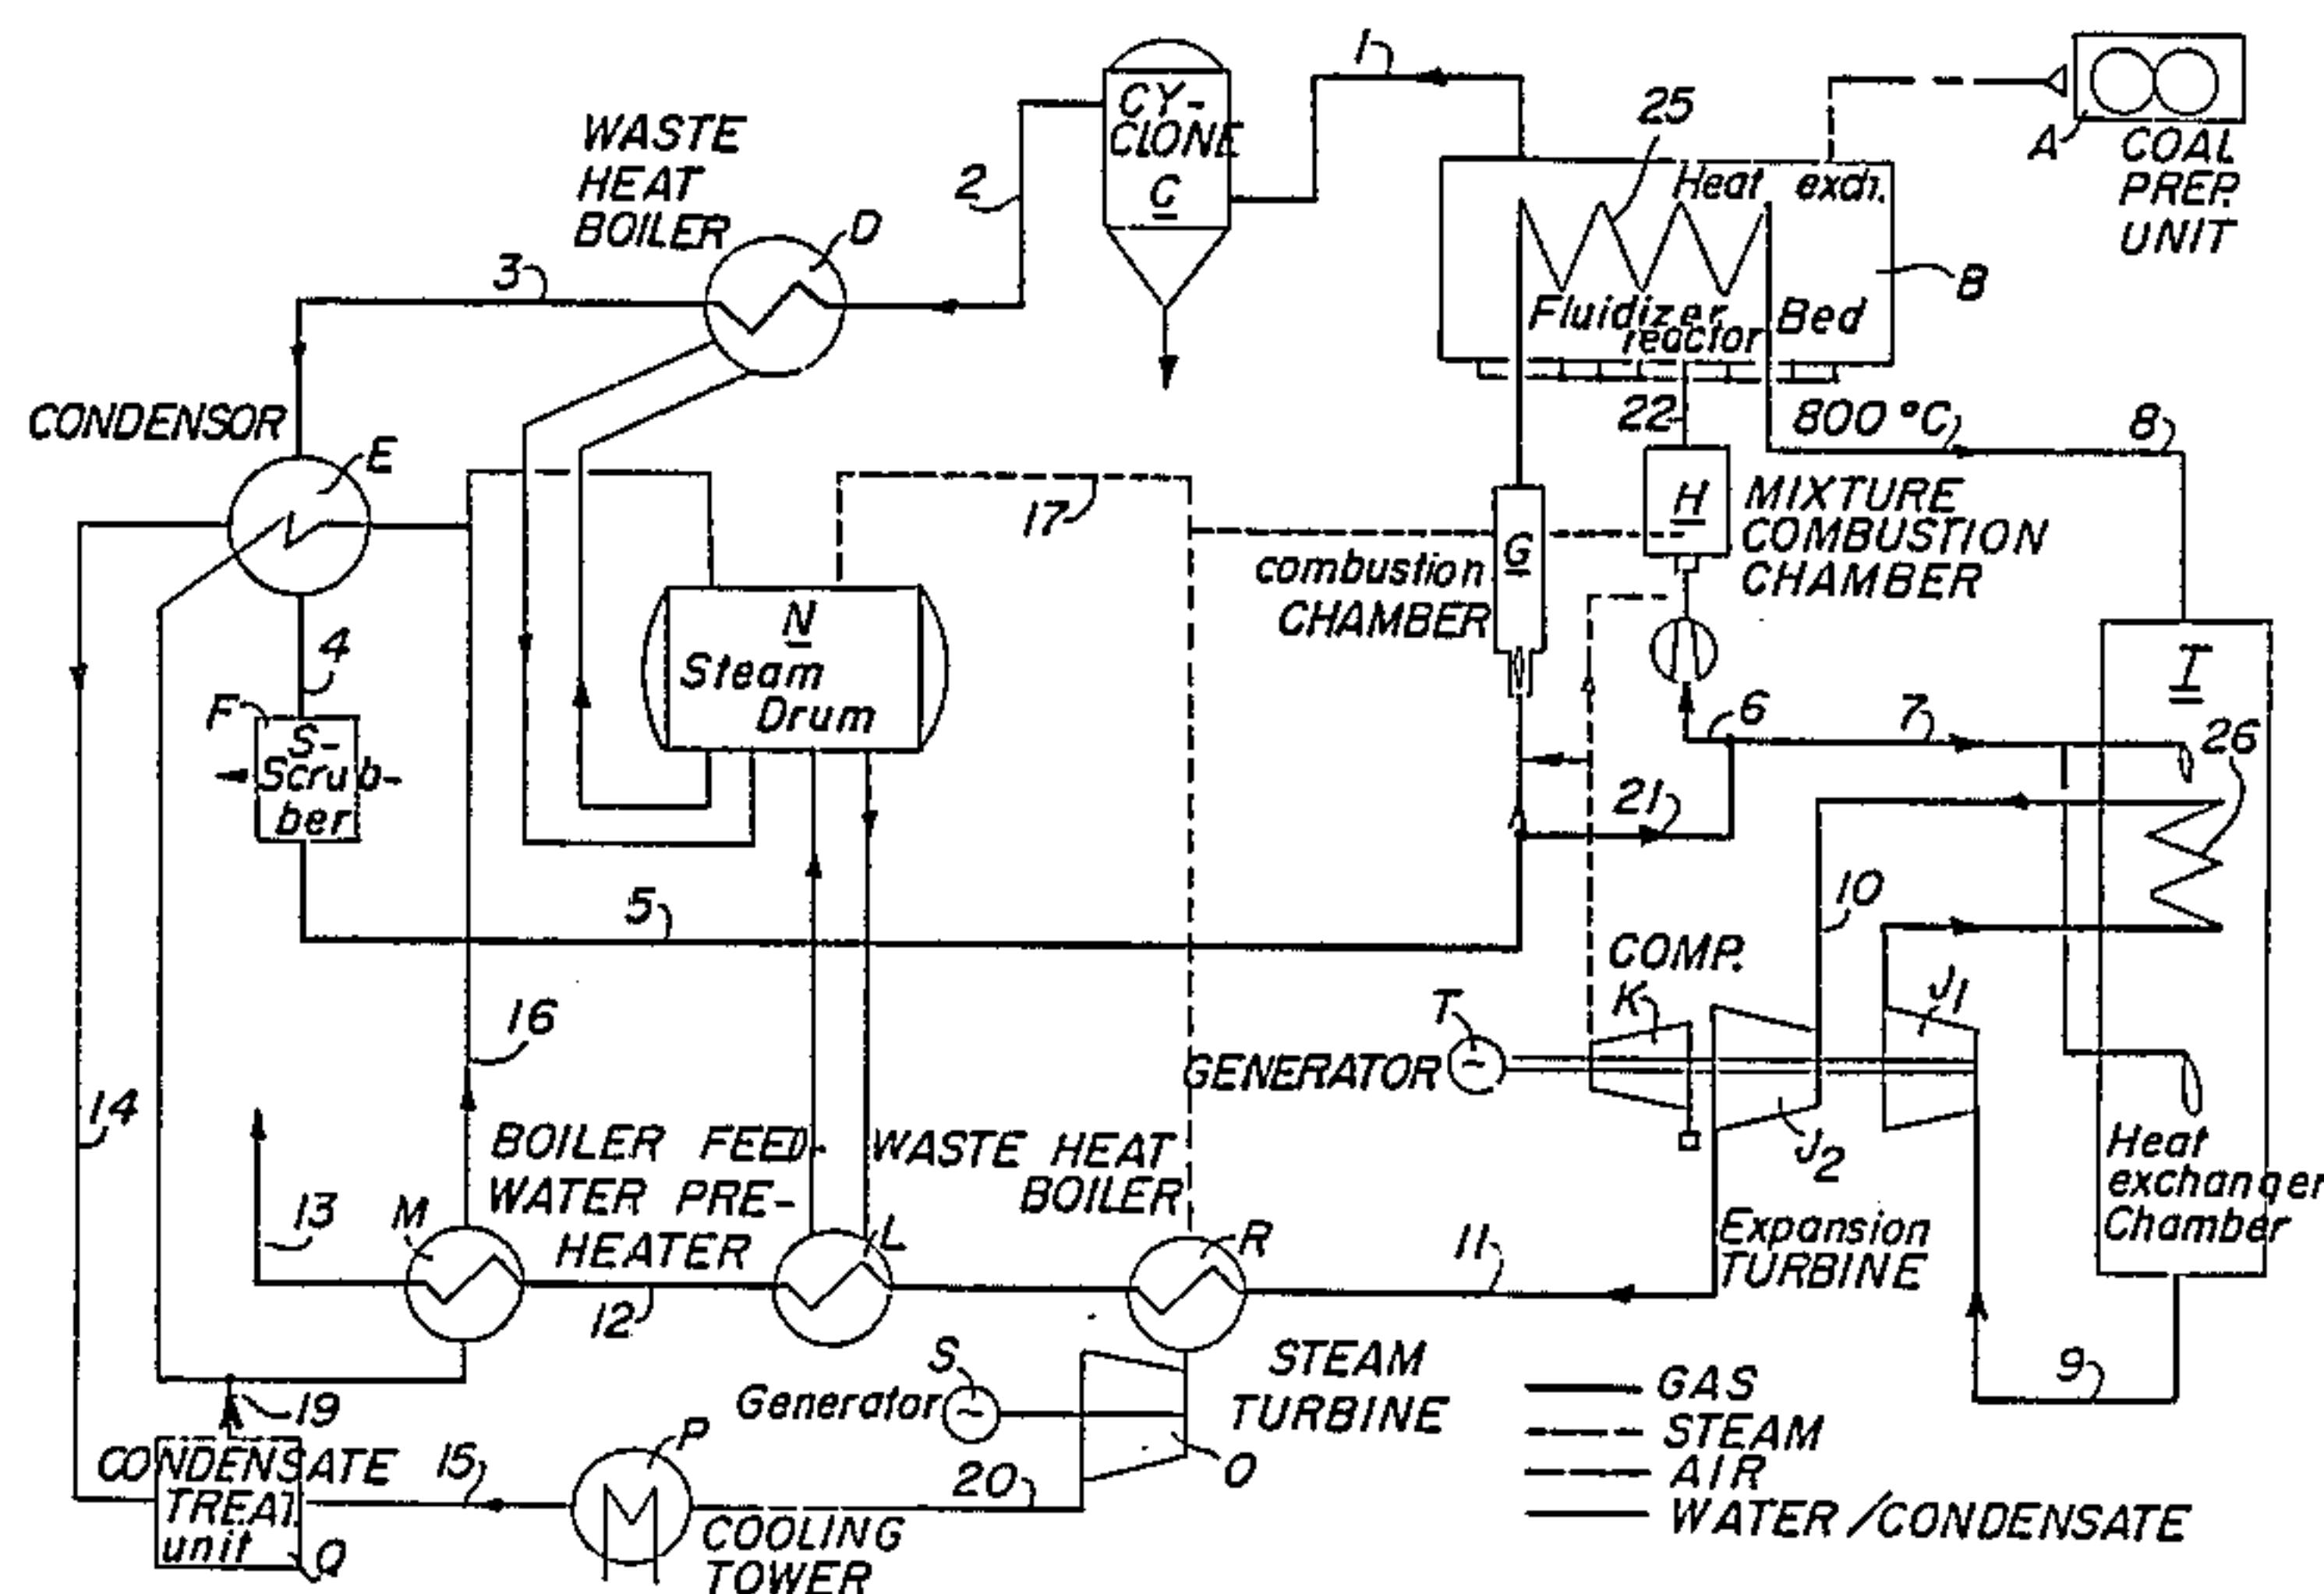 1
CY-
CLONE
C
A
COAL
PREP.
UNIT
25
Heat exch.
WASTE
HEAT
BOILER
D
2
3
B
Fluidizer Bed
reactor
22
800 °C
8
CONDENSOR
E
H
MIXTURE
COMBUSTION
CHAMBER
17
G
combustion
CHAMBER
N
Steam
Drum
4
F
S-
Scrub-
ber
I
6
7
26
21
10
5
COMP.
K
J1
T
GENERATOR
16
14
J2
BOILER FEED
WATER PRE-
HEATER
WASTE HEAT
BOILER
Heat
exchanger
Chamber
13
M
L
R
11
Expansion
TURBINE
12
19
S
Generator
STEAM
TURBINE
O
9
GAS
STEAM
AIR
WATER/CONDENSATE
CONDENSATE
TREAT.
unit
Q
15
P
20
COOLING
TOWER